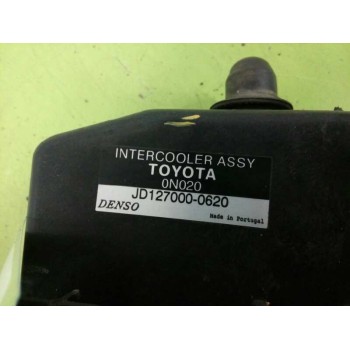 INTERCOOLER ASSY
TOYOTA
0N020
JD127000-0620
DENSO Made in Portugal